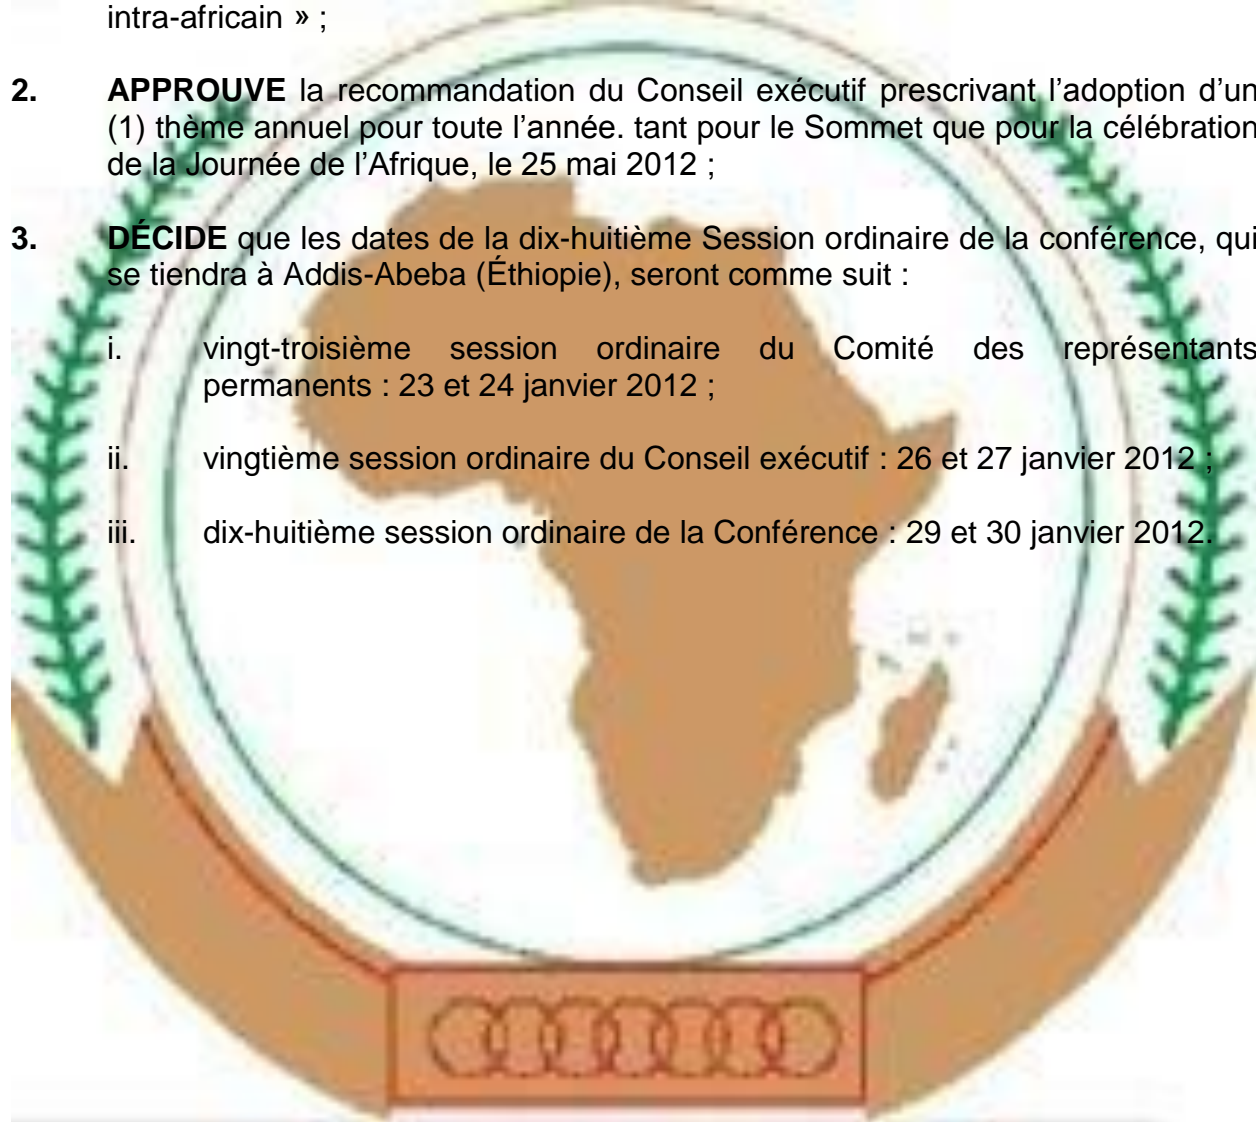 intra-africain » ;
2. APPROUVE la recommandation du Conseil exécutif prescrivant l’adoption d’un
(1) thème annuel pour toute l’année. tant pour le Sommet que pour la célébration
de la Journée de l’Afrique, le 25 mai 2012 ;
3. DÉCIDE que les dates de la dix-huitième Session ordinaire de la conférence, qui
se tiendra à Addis-Abeba (Éthiopie), seront comme suit :
i. vingt-troisième session ordinaire du Comité des représentants
permanents : 23 et 24 janvier 2012 ;
ii. vingtième session ordinaire du Conseil exécutif : 26 et 27 janvier 2012 ;
iii. dix-huitième session ordinaire de la Conférence : 29 et 30 janvier 2012.